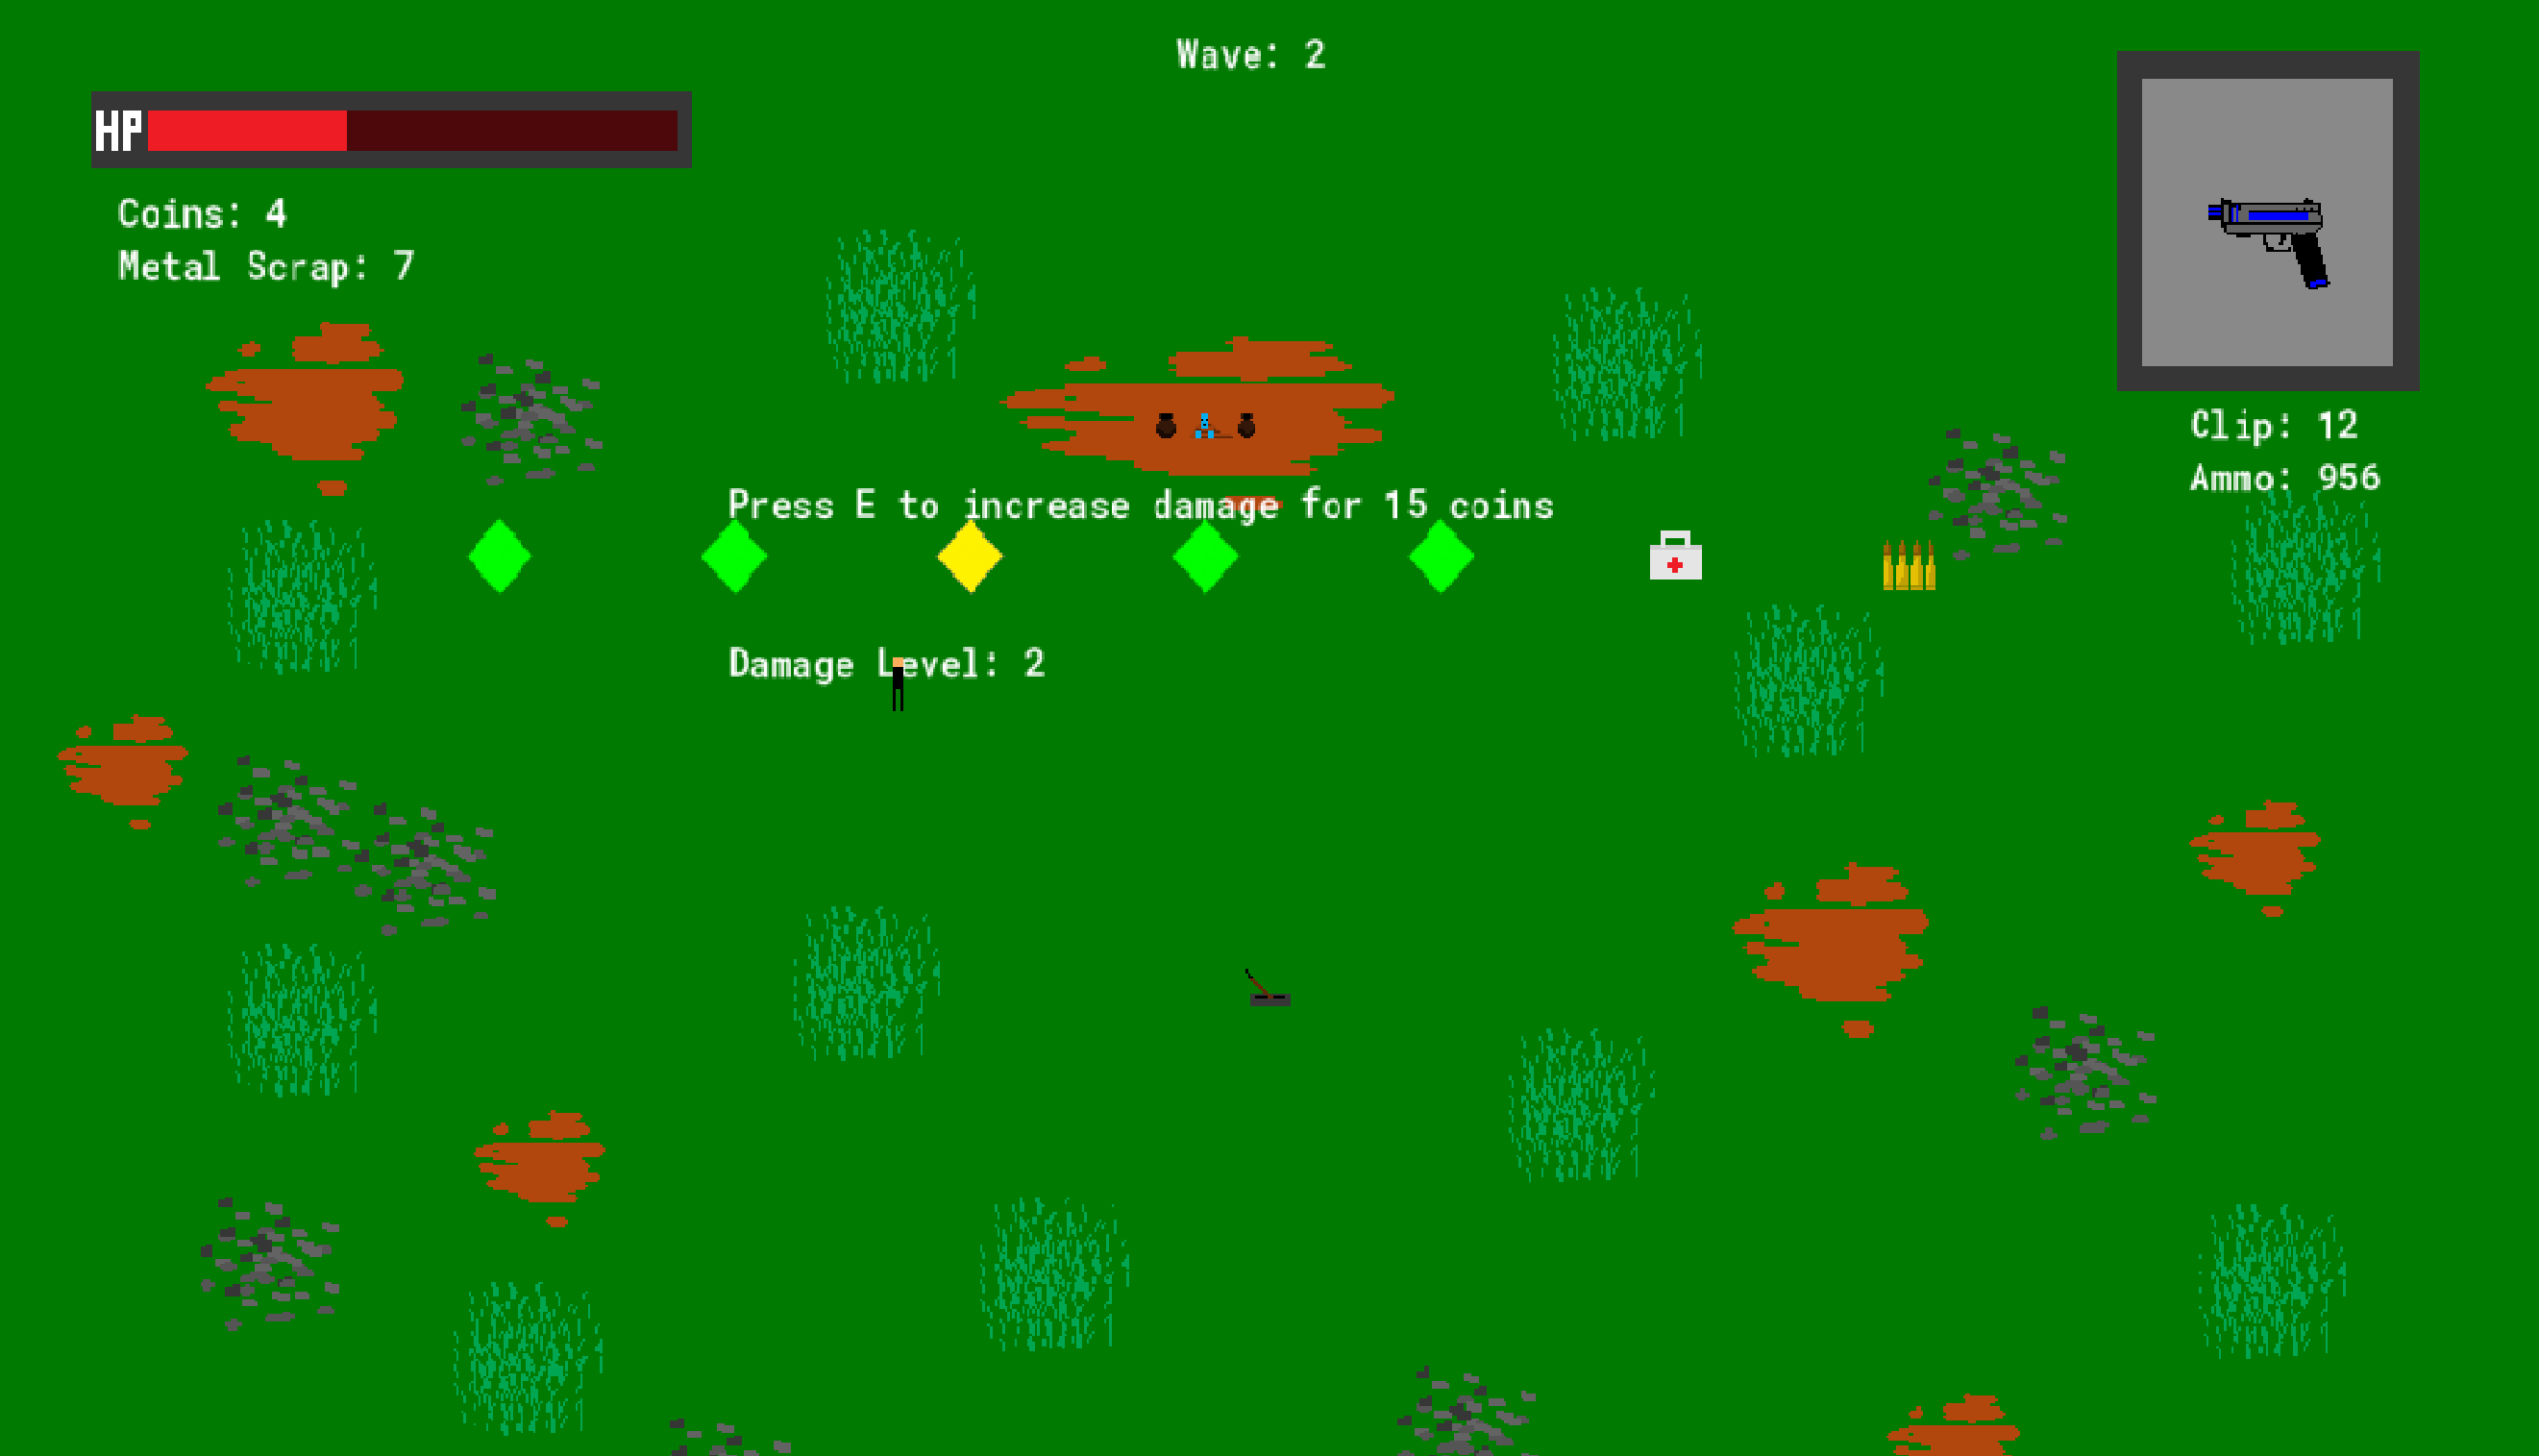 Wave: 2
HP
Coins: 4
Metal Scrap: 7
Clip: 12
Ammo: 956
Press E to increase damage for 15 coins
Damage Level: 2